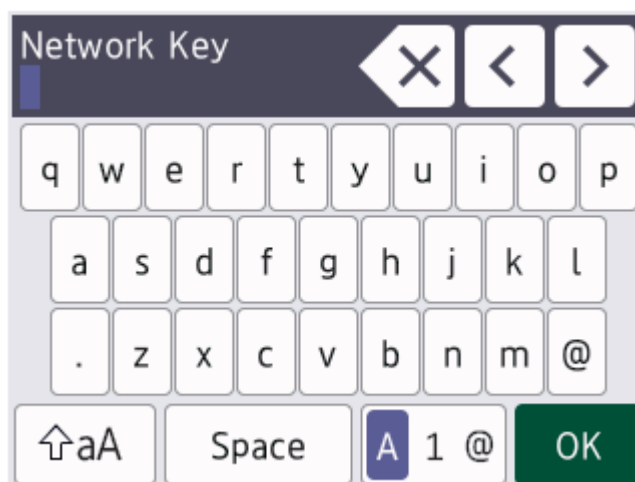 Network Key
q w e r t y u i o p
a s d f g h j k l
. z x c v b n m @
aA Space A 1 @ OK